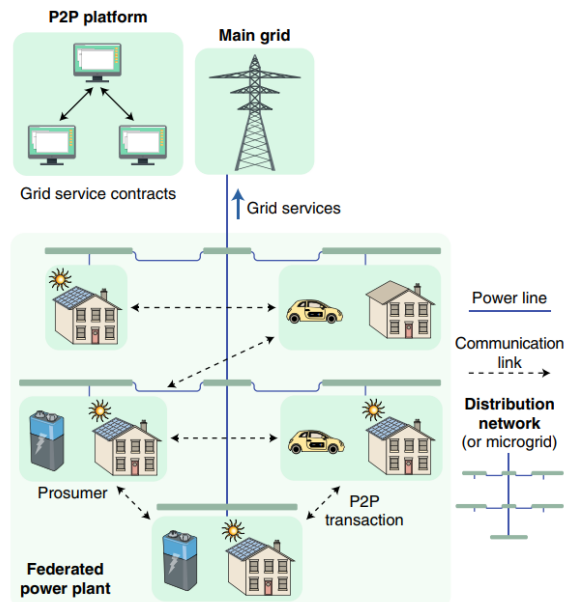 P2P platform
Main grid
Grid service contracts
Grid services
Power line
Communication
link
Distribution
network
(or microgrid)
Prosumer
P2P
transaction
Federated
power plant